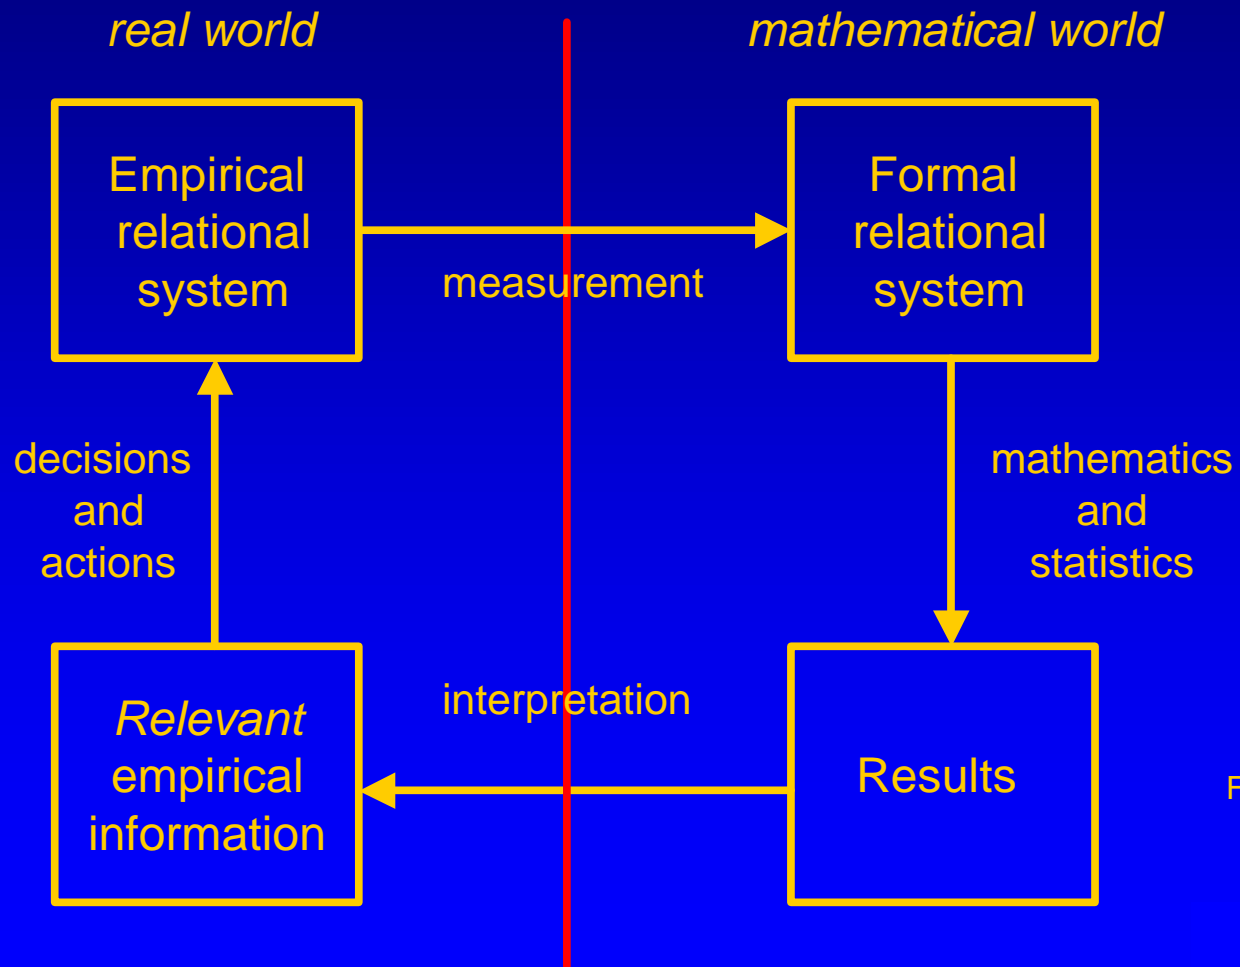 real world
mathematical world
Empirical
relational
system
Formal
relational
system
measurement
decisions
and
actions
mathematics
and
statistics
Relevant
empirical
information
interpretation
Results